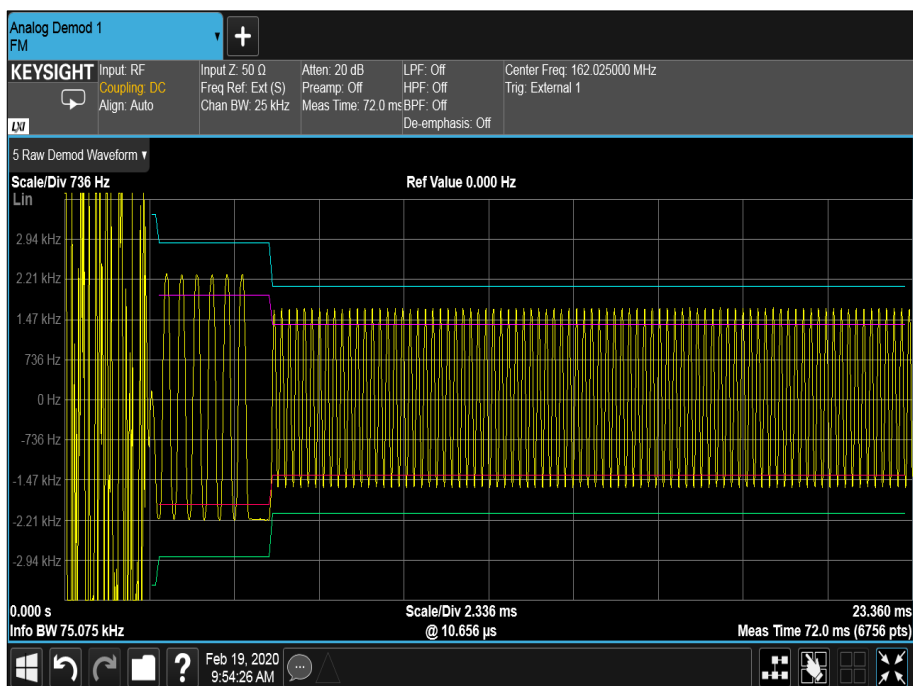 Analog Demod 1
FM
KEYSIGHT
LXI
Input: RF
Coupling: DC
Align: Auto
Input Z: 50 Ω
Freq Ref: Ext (S)
Chan BW: 25 kHz
Atten: 20 dB
Preamp: Off
Meas Time: 72.0 ms
LPF: Off
HPF: Off
BPF: Off
De-emphasis: Off
Center Freq: 162.025000 MHz
Trig: External 1
5 Raw Demod Waveform
Scale/Div 736 Hz
Ref Value 0.000 Hz
Lin
2.94 kHz
2.21 kHz
1.47 kHz
736 Hz
0 Hz
-736 Hz
-1.47 kHz
-2.21 kHz
-2.94 kHz
0.000 s
Scale/Div 2.336 ms
23.360 ms
Info BW 75.075 kHz
@ 10.656 µs
Meas Time 72.0 ms (6756 pts)
Feb 19, 2020
9:54:26 AM